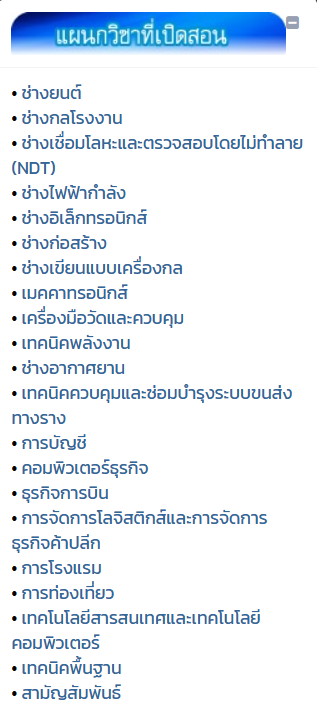 แผนกวิชาที่เปิดสอน
• ช่างยนต์
• ช่างกลโรงงาน
• ช่างเชื่อมโลหะและตรวจสอบโดยไม่ทำลาย
(NDT)
• ช่างไฟฟ้ากำลัง
• ช่างอิเล็กทรอนิกส์
• ช่างก่อสร้าง
• ช่างเขียนแบบเครื่องกล
• เมคคาทรอนิกส์
• เครื่องมือวัดและควบคุม
• เทคนิคพลังงาน
• ช่างอากาศยาน
• เทคนิคควบคุมและซ่อมบำรุงระบบขนส่ง
ทางราง
• การบัญชี
• คอมพิวเตอร์ธุรกิจ
• ธุรกิจการบิน
• การจัดการโลจิสติกส์และการจัดการ
ธุรกิจค้าปลีก
• การโรงแรม
• การท่องเที่ยว
• เทคโนโลยีสารสนเทศและเทคโนโลยี
คอมพิวเตอร์
• เทคนิคพื้นฐาน
• สามัญสัมพันธ์